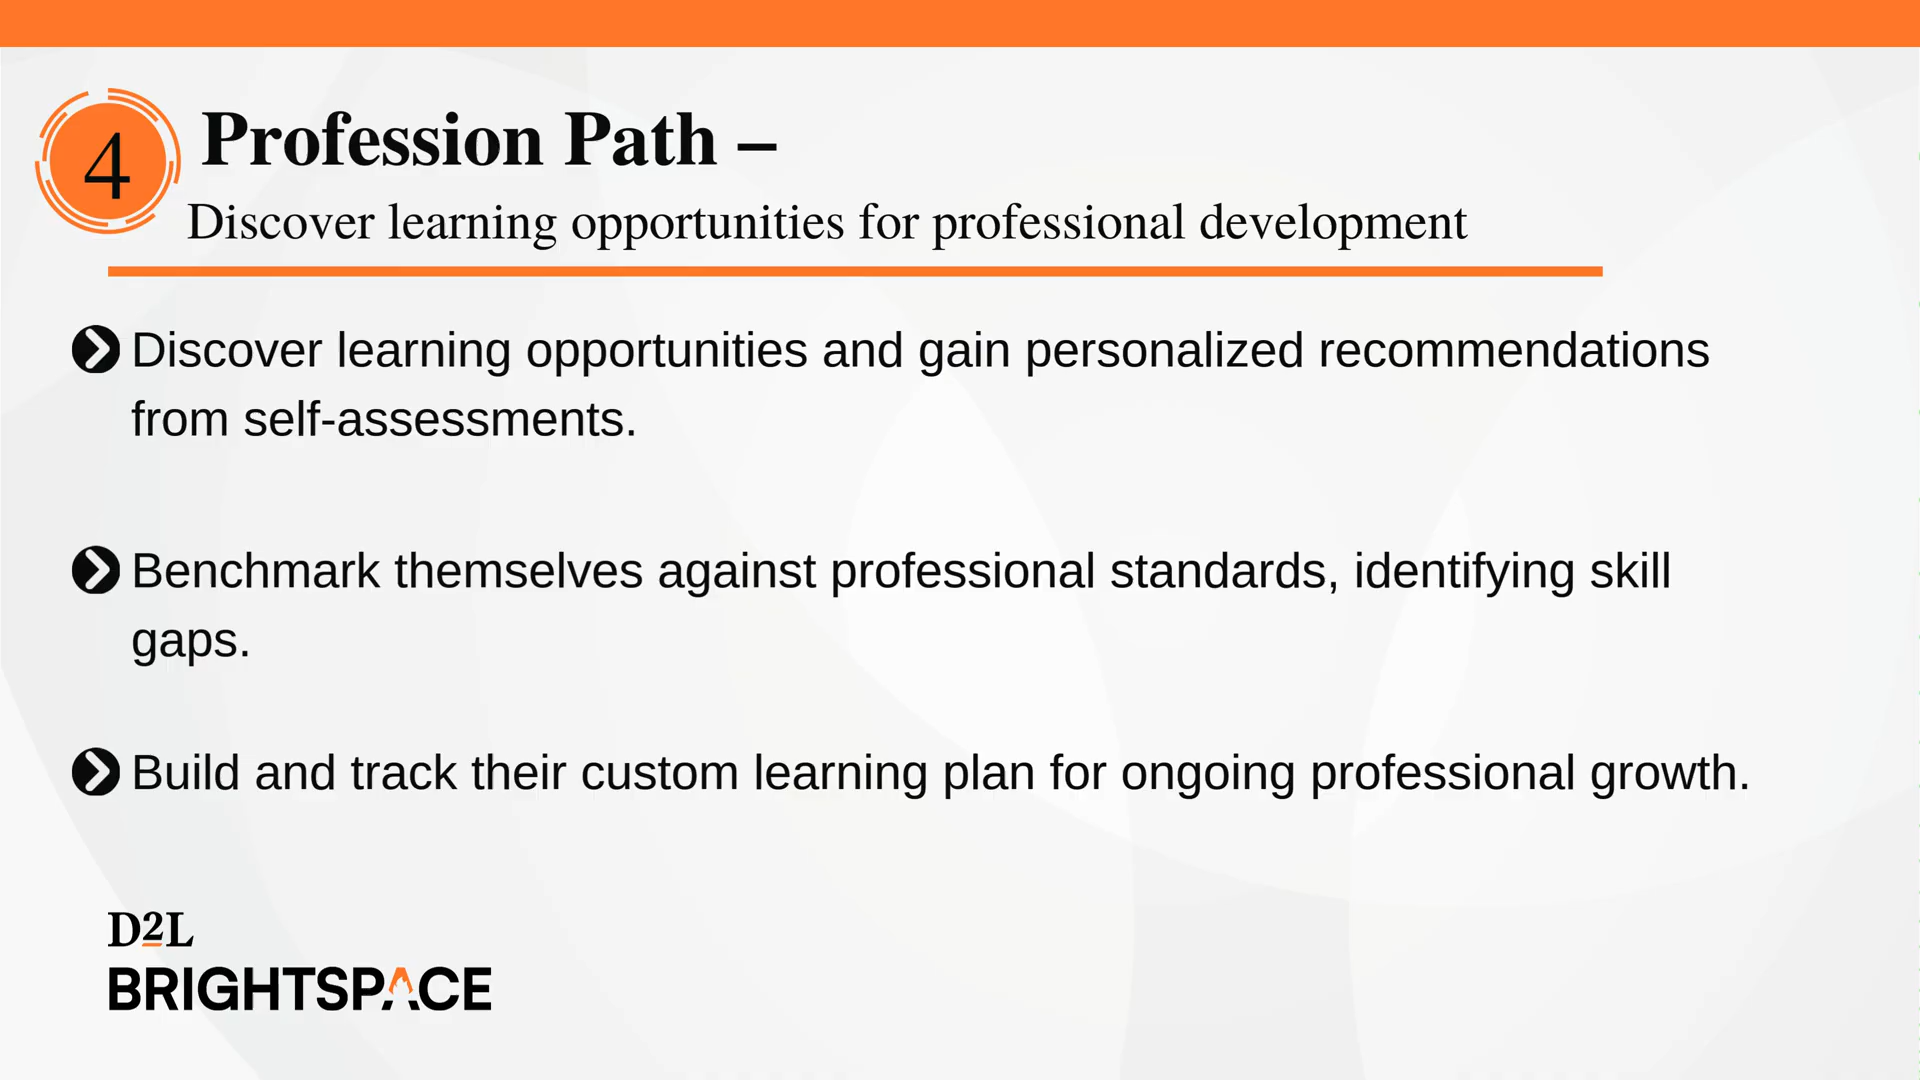 4
Profession Path –
Discover learning opportunities for professional development
Discover learning opportunities and gain personalized recommendations
from self-assessments.
Benchmark themselves against professional standards, identifying skill
gaps.
Build and track their custom learning plan for ongoing professional growth.
D2L
BRIGHTSPACE